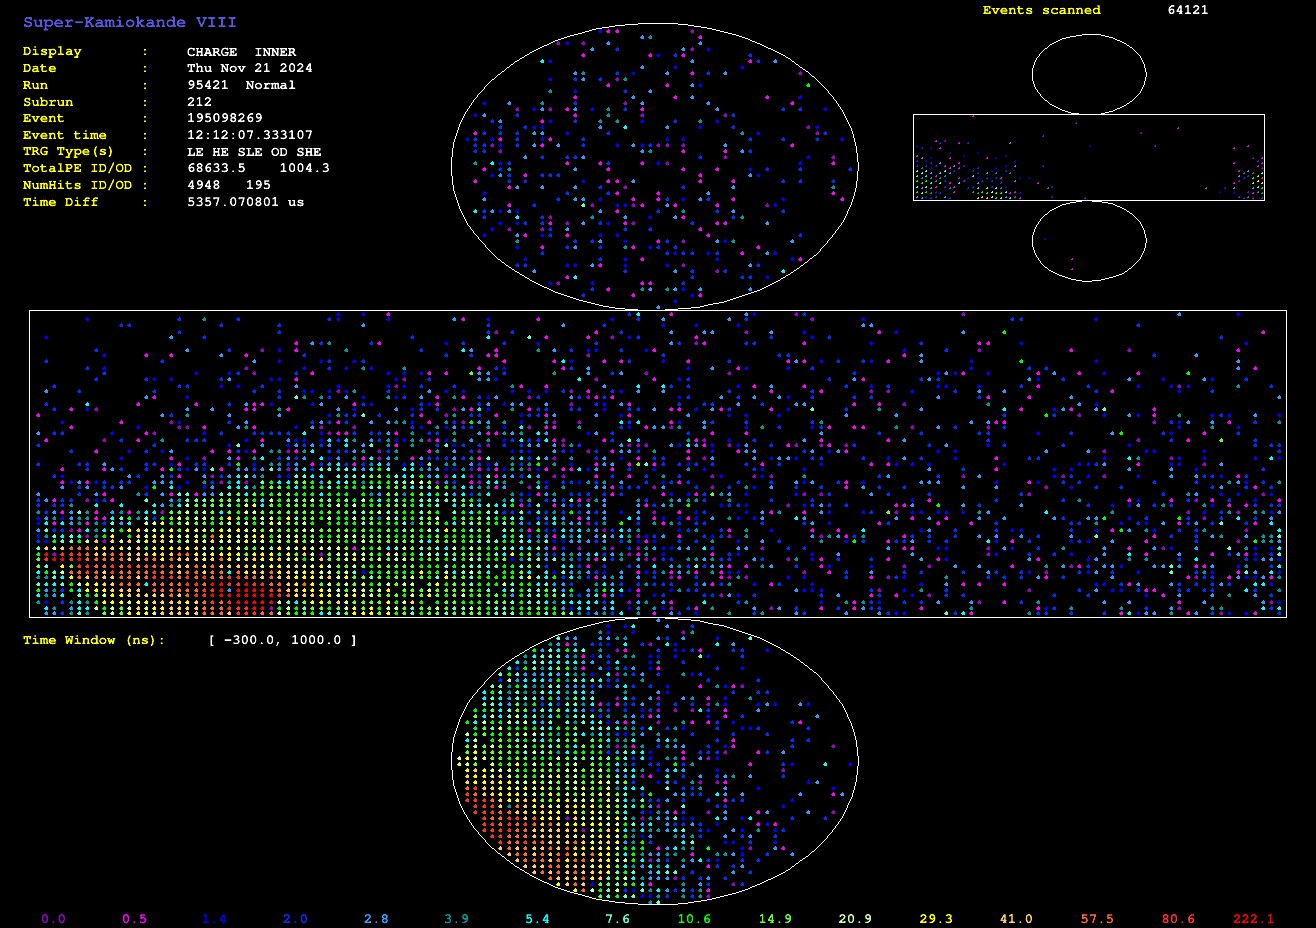 Super-Kamiokande VIII
Events scanned 64121
Display : CHARGE INNER
Date : Thu Nov 21 2024
Run : 95421 Normal
Subrun : 212
Event : 195098269
Event time : 12:12:07.333107
TRG Type(s) : LE HE SLE OD SHE
TotalPE ID/OD : 68633.5 1004.3
NumHits ID/OD : 4948 195
Time Diff : 5357.070801 us
Time Window (ns): [ -300.0, 1000.0 ]
0.0 0.5 1.4 2.0 2.8 3.9 5.4 7.6 10.6 14.9 20.9 29.3 41.0 57.5 80.6 222.1